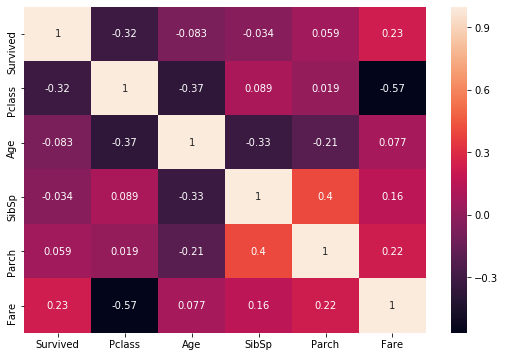 Survived 1 -0.32 -0.083 -0.034 0.059 0.23
Pclass -0.32 1 -0.37 0.089 0.019 -0.57
Age -0.083 -0.37 1 -0.33 -0.21 0.077
SibSp -0.034 0.089 -0.33 1 0.4 0.16
Parch 0.059 0.019 -0.21 0.4 1 0.22
Fare 0.23 -0.57 0.077 0.16 0.22 1
Survived Pclass Age SibSp Parch Fare
0.9
0.6
0.3
0.0
-0.3